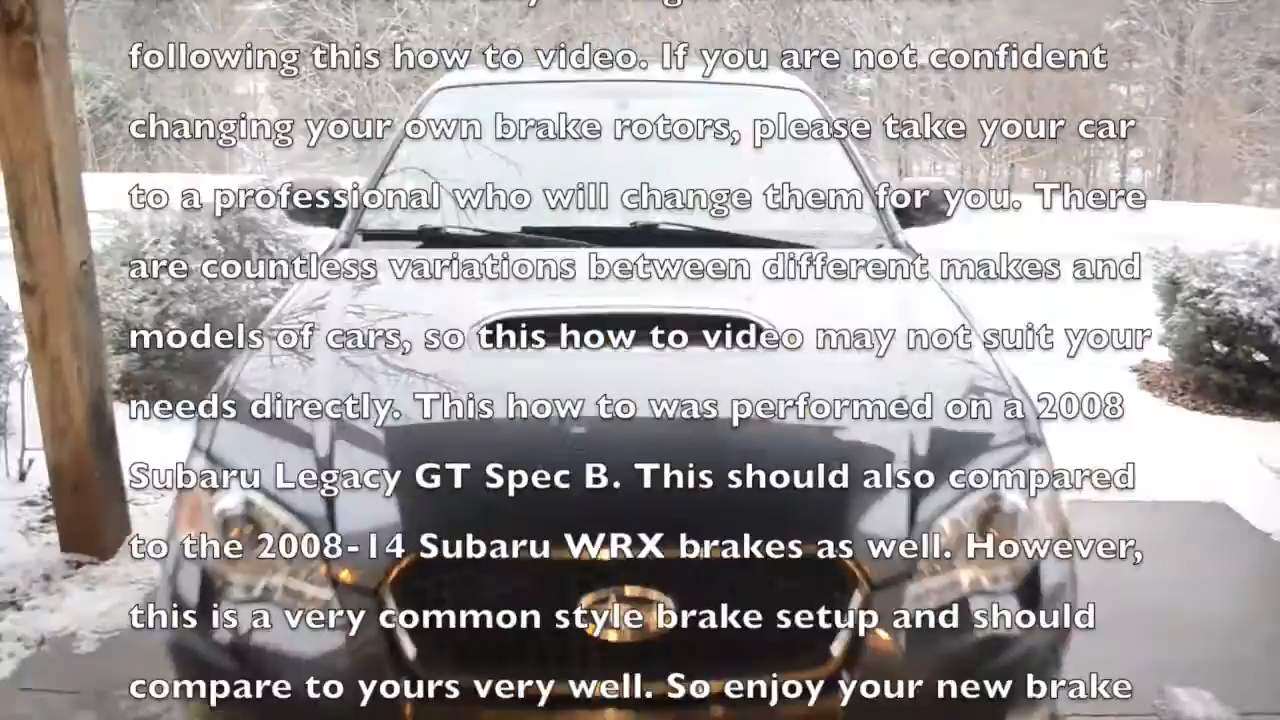 following this how to video. If you are not confident
changing your own brake rotors, please take your car
to a professional who will change them for you. There
are countless variations between different makes and
models of cars, so this how to video may not suit your
needs directly. This how to was performed on a 2008
Subaru Legacy GT Spec B. This should also compared
to the 2008-14 Subaru WRX brakes as well. However,
this is a very common style brake setup and should
compare to yours very well. So enjoy your new brake